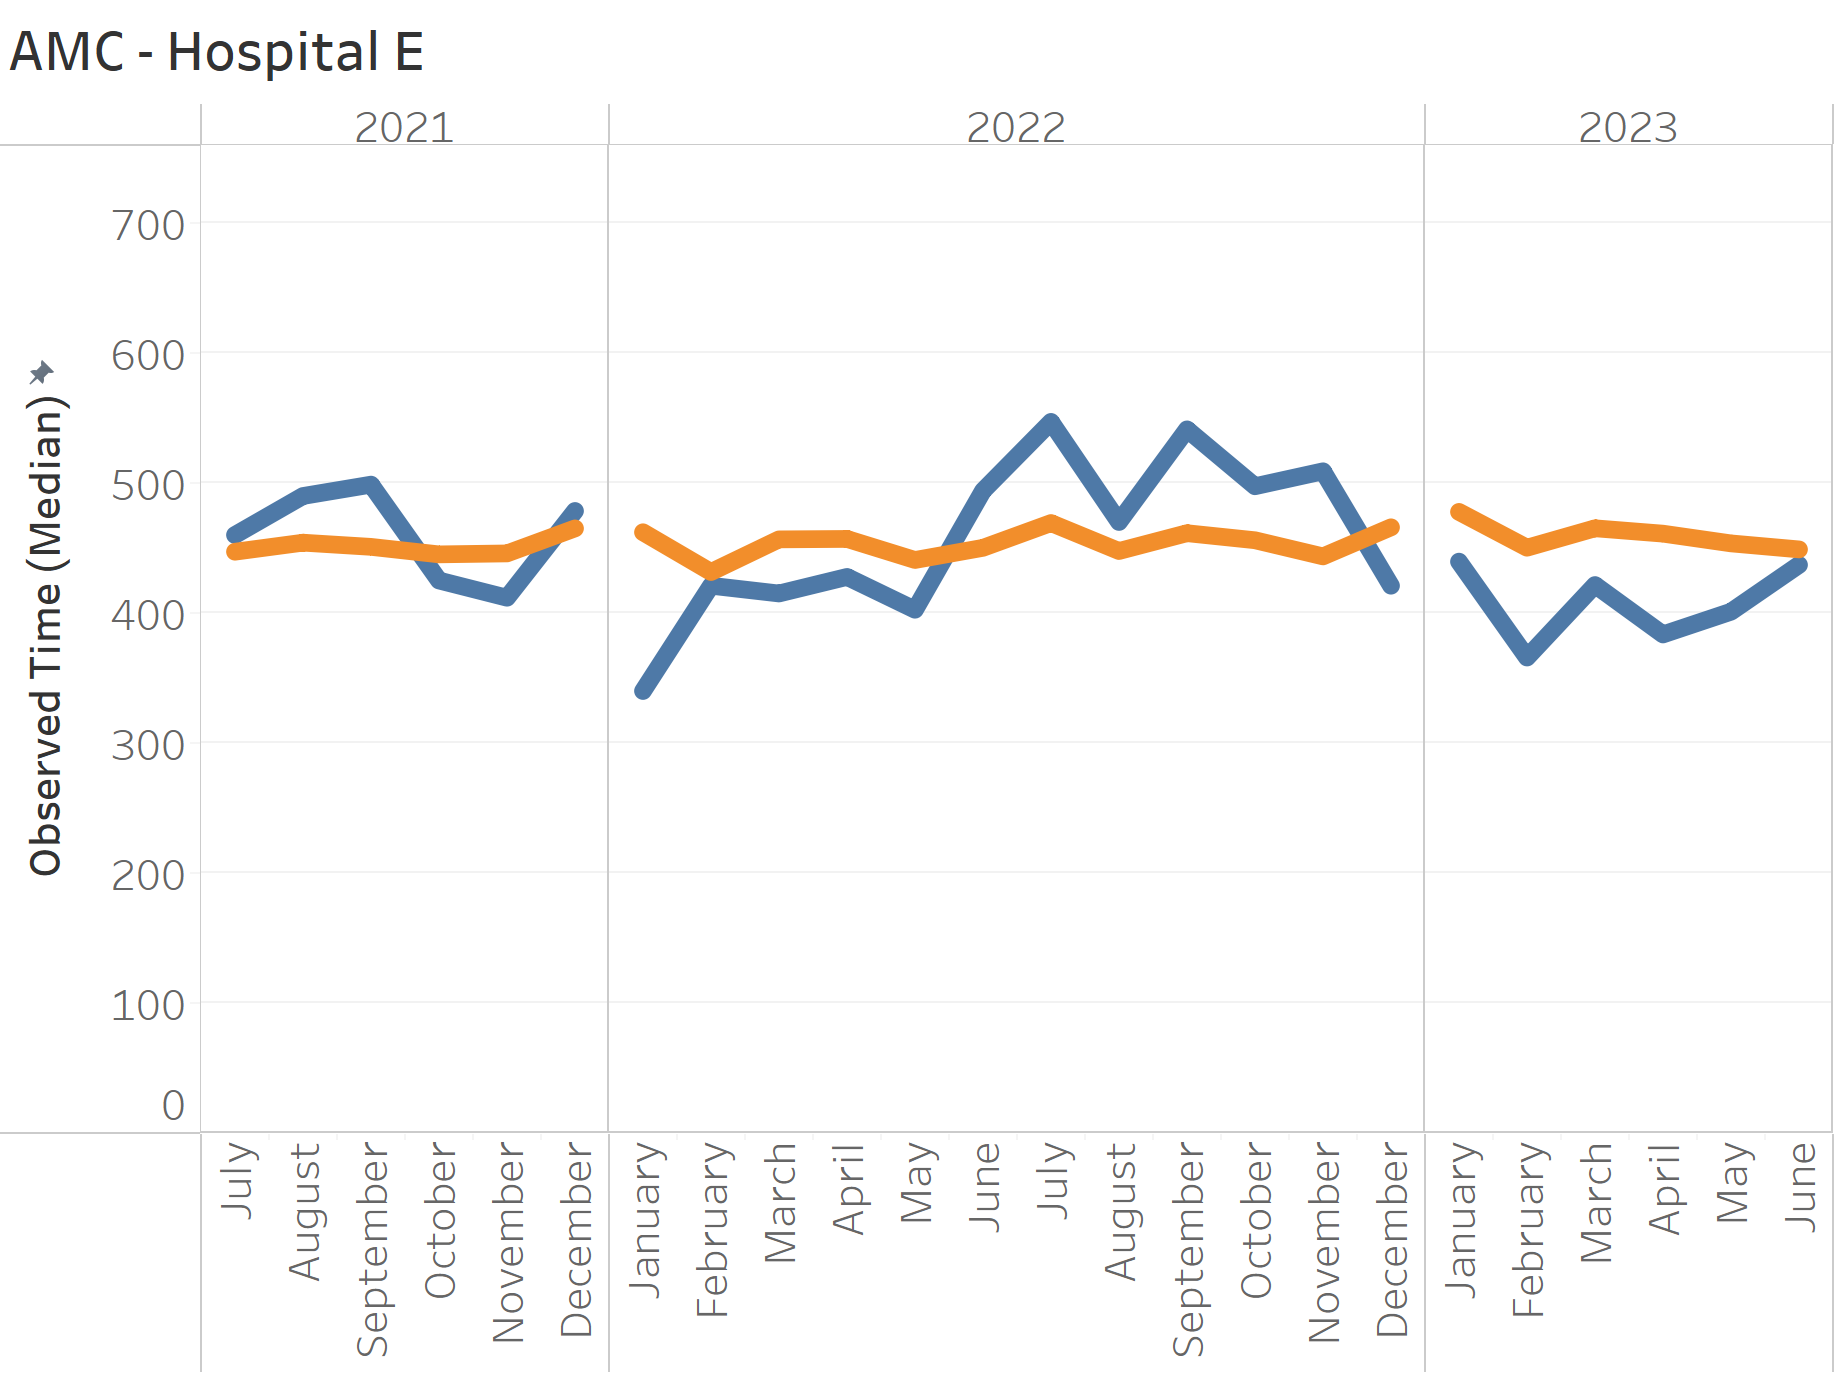 AMC - Hospital E
2021 2022 2023
Observed Time (Median)
700
600
500
400
300
200
100
0
July August September October November December January February March April May June July August September October November December January February March April May June